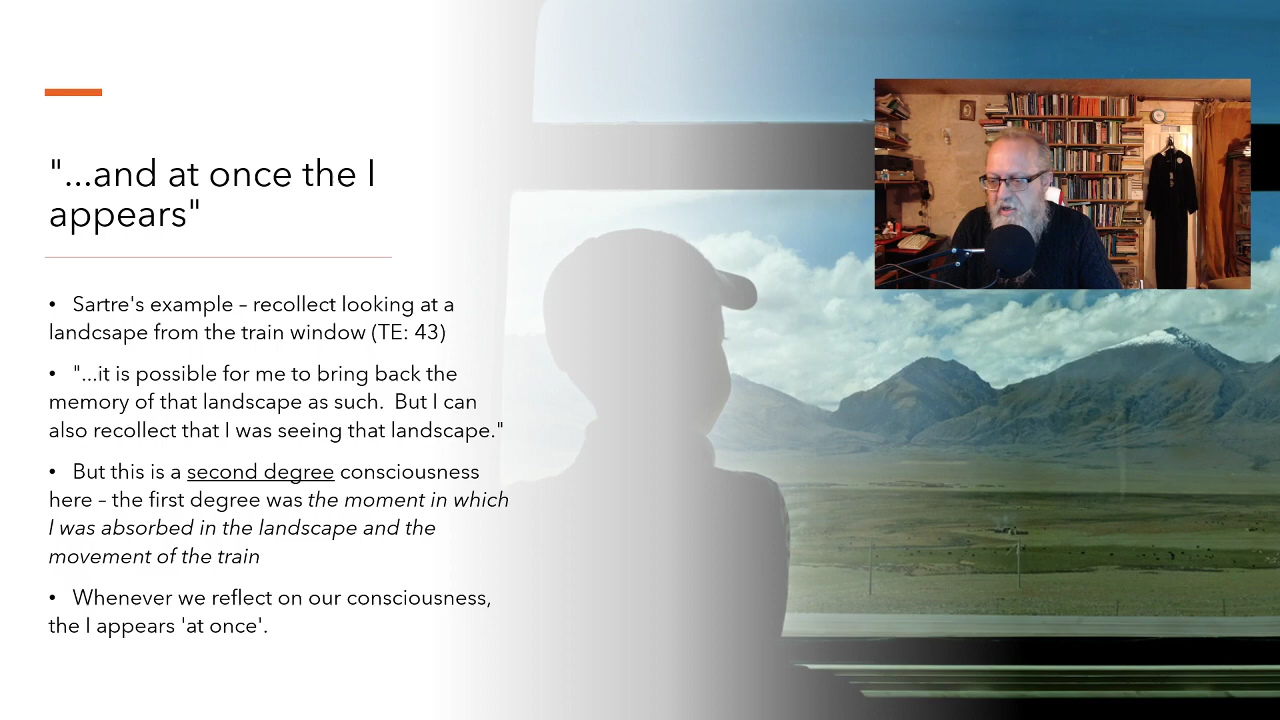 "...and at once the I
appears"
• Sartre's example – recollect looking at a
landcsape from the train window (TE: 43)
• "...it is possible for me to bring back the
memory of that landscape as such. But I can
also recollect that I was seeing that landscape."
• But this is a second degree consciousness
here – the first degree was the moment in which
I was absorbed in the landscape and the
movement of the train
• Whenever we reflect on our consciousness,
the I appears 'at once'.